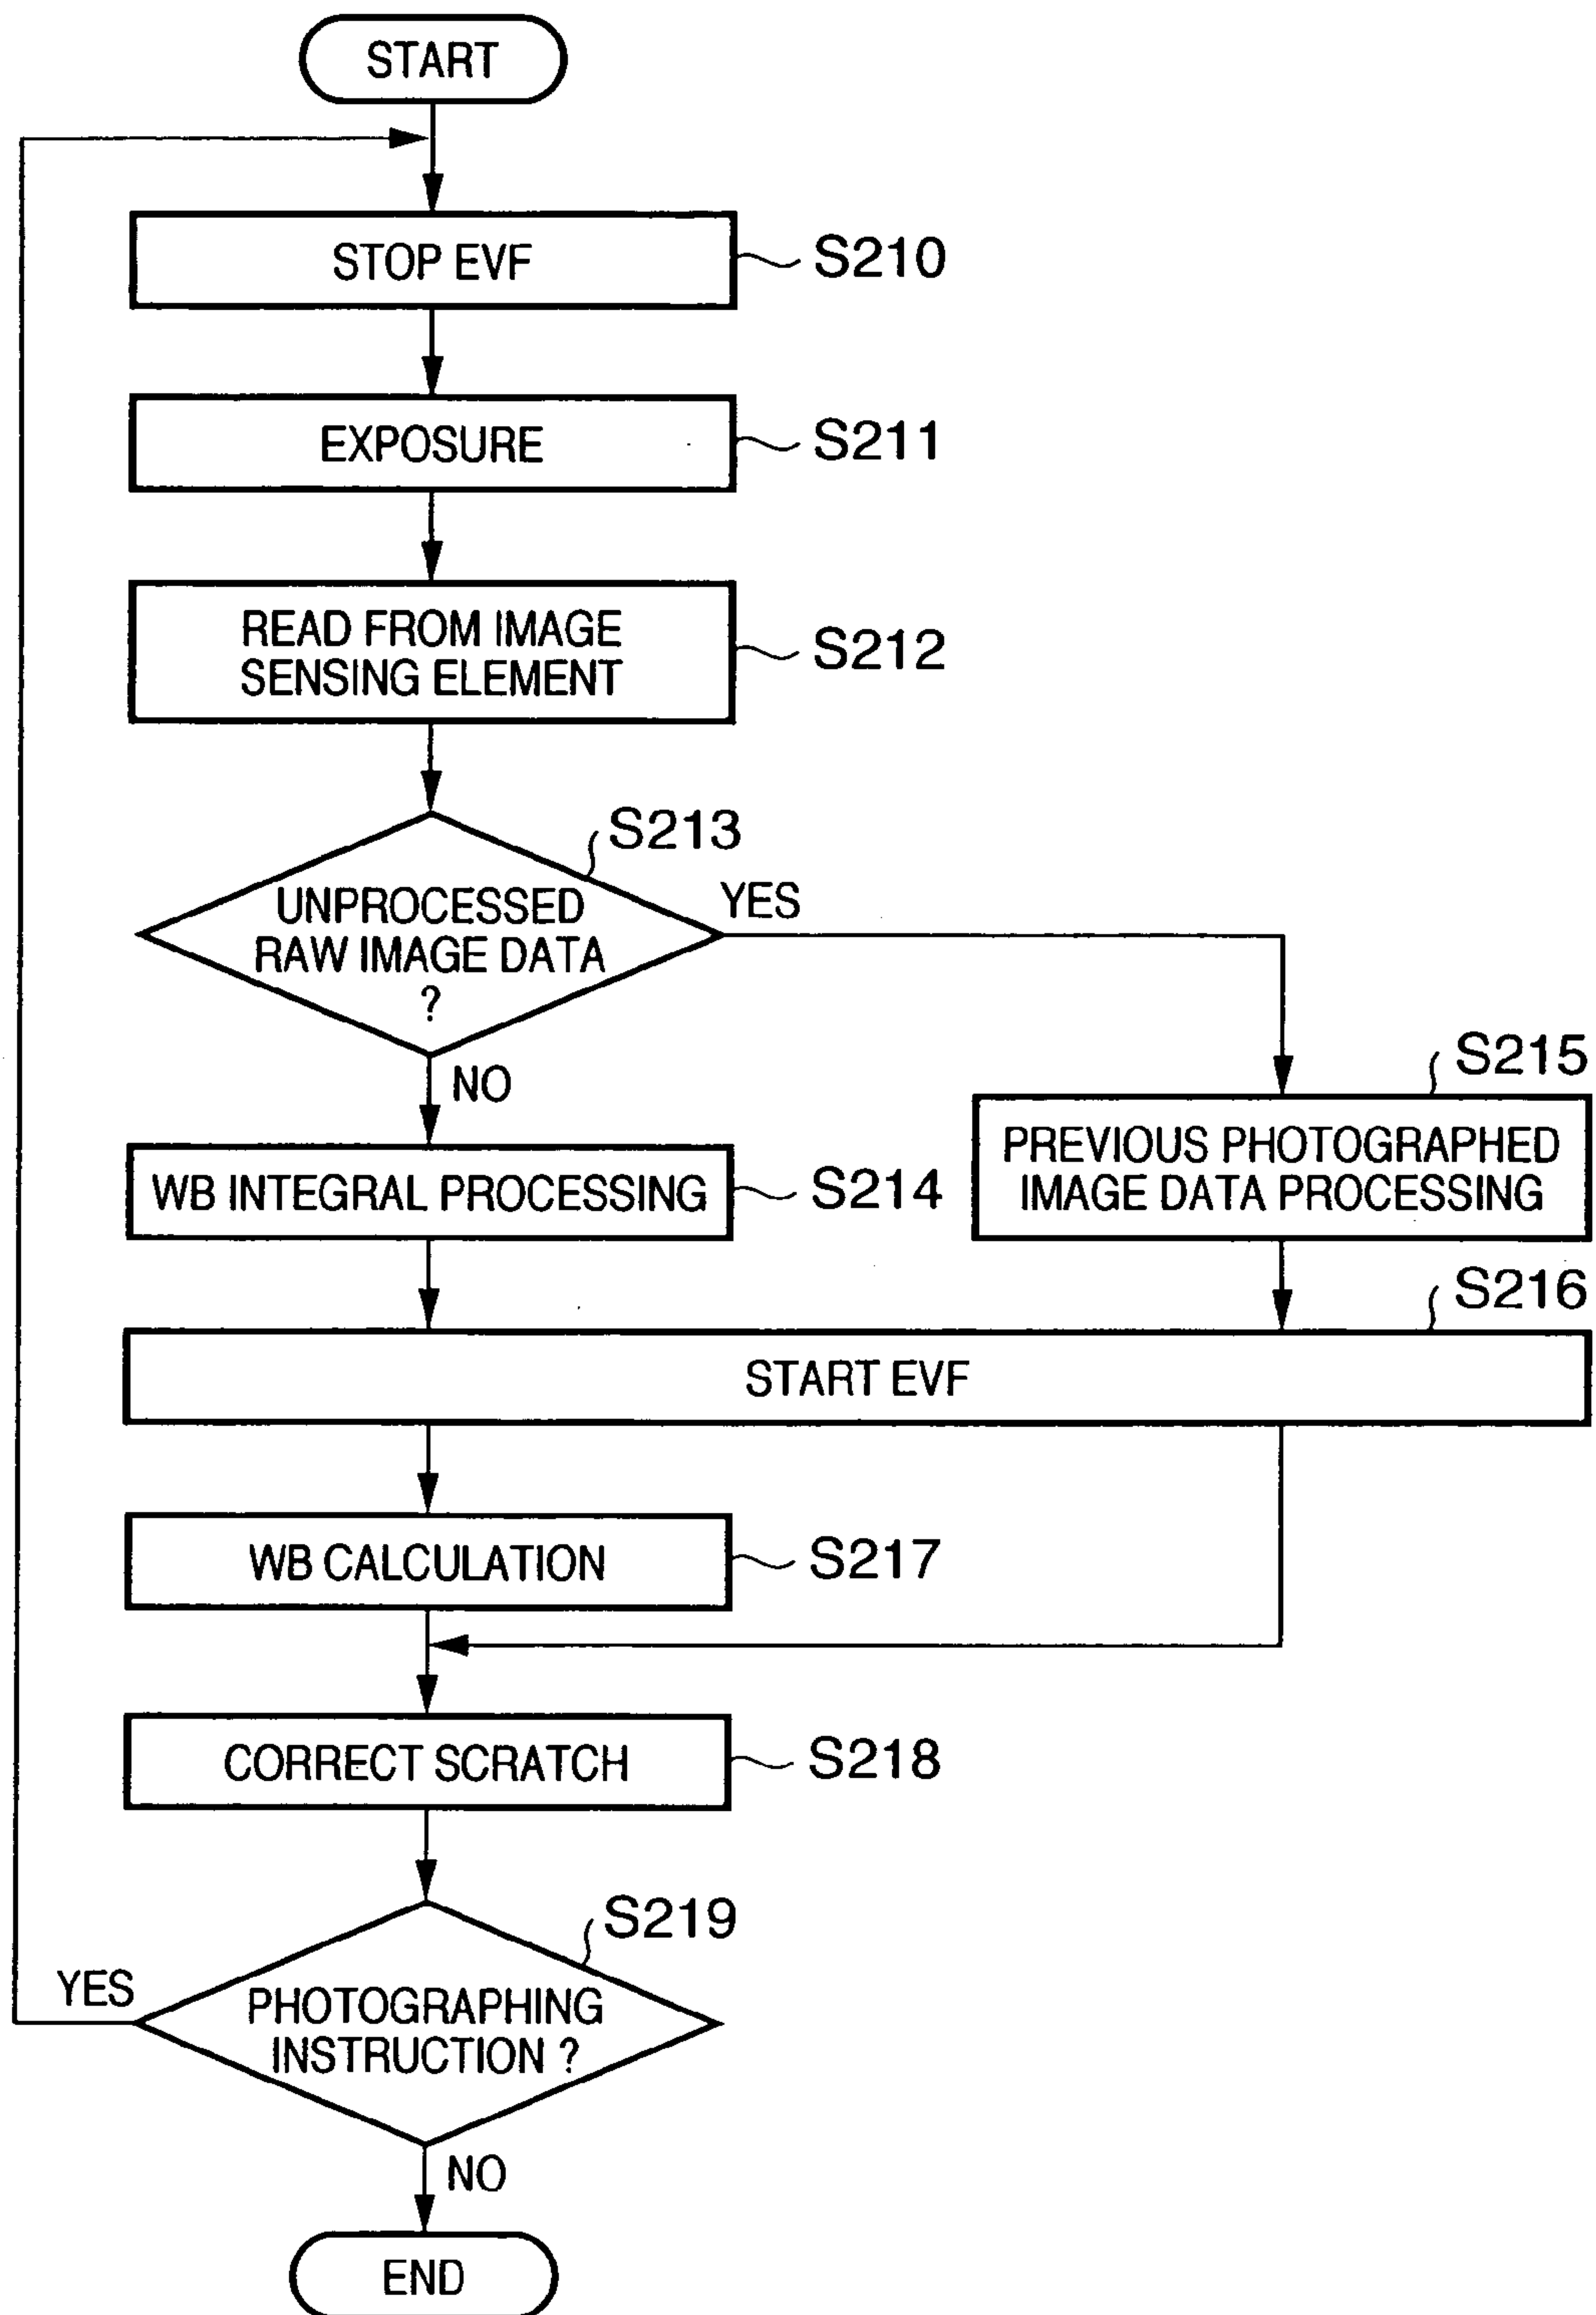 START
STOP EVF
S210
EXPOSURE
S211
READ FROM IMAGE
SENSING ELEMENT
S212
S213
UNPROCESSED
RAW IMAGE DATA
?
YES
NO
S215
PREVIOUS PHOTOGRAPHED
IMAGE DATA PROCESSING
WB INTEGRAL PROCESSING
S214
S216
START EVF
WB CALCULATION
S217
CORRECT SCRATCH
S218
S219
PHOTOGRAPHING
INSTRUCTION ?
YES
NO
END